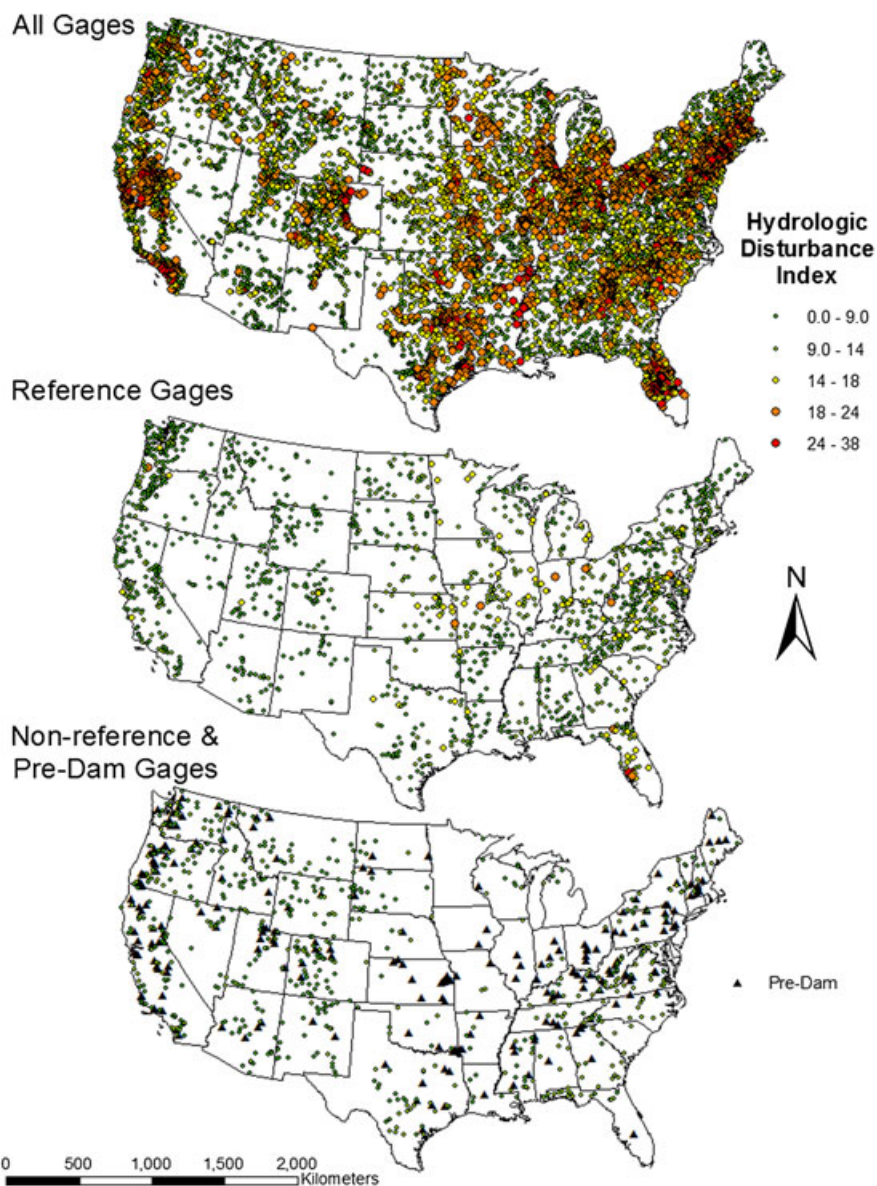 All Gages
Hydrologic
Disturbance
Index
0.0 - 9.0
9.0 - 14
14 - 18
18 - 24
24 - 38
Reference Gages
N
Non-reference &
Pre-Dam Gages
Pre-Dam
0 500 1,000 1,500 2,000
Kilometers